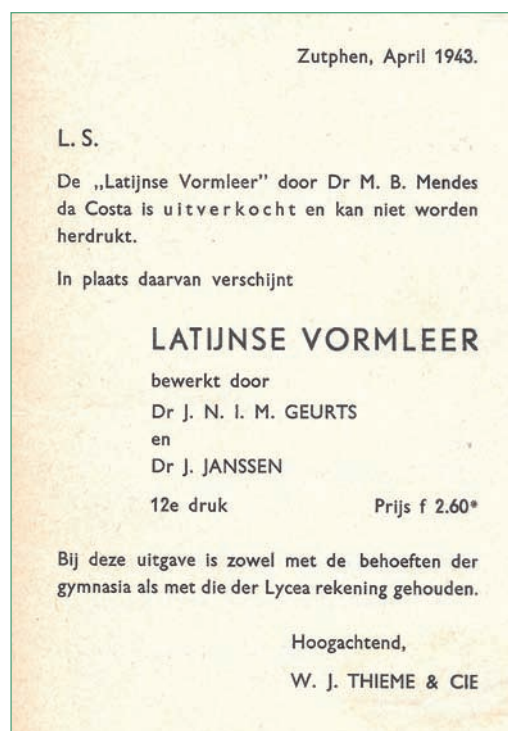 Zutphen, April 1943.
L. S.
De „Latijnse Vormleer” door Dr M. B. Mendes
da Costa is uitverkocht en kan niet worden
herdrukt.
In plaats daarvan verschijnt
LATIJNSE VORMLEER
bewerkt door
Dr J. N. I. M. GEURTS
en
Dr J. JANSSEN
12e druk Prijs f 2.60*
Bij deze uitgave is zowel met de behoeften der
gymnasia als met die der Lycea rekening gehouden.
Hoogachtend,
W. J. THIEME & CIE